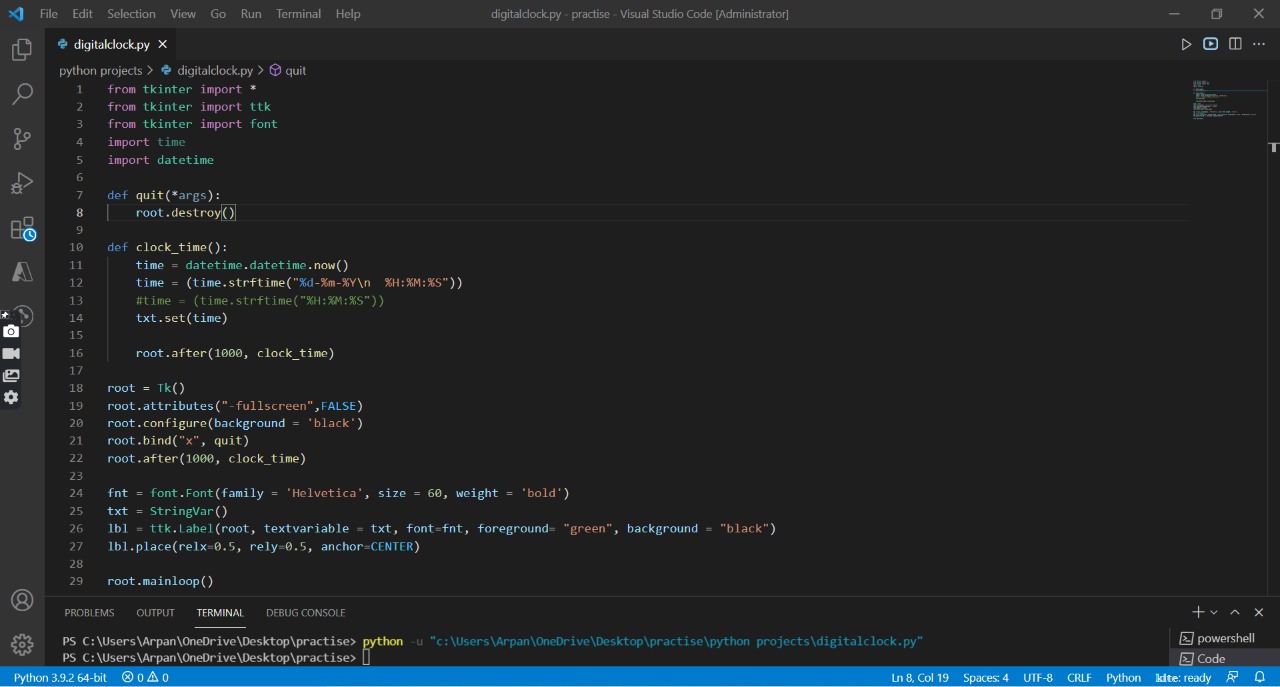 File Edit Selection View Go Run Terminal Help digitalclock.py - practise - Visual Studio Code [Administrator]
digitalclock.py
python projects > digitalclock.py > quit
1 from tkinter import *
2 from tkinter import ttk
3 from tkinter import font
4 import time
5 import datetime
6
7 def quit(*args):
8     root.destroy()
9
10 def clock_time():
11     time = datetime.datetime.now()
12     time = (time.strftime("%d-%m-%Y\n  %H:%M:%S"))
13     #time = (time.strftime("%H:%M:%S"))
14     txt.set(time)
15
16     root.after(1000, clock_time)
17
18 root = Tk()
19 root.attributes("-fullscreen",FALSE)
20 root.configure(background = 'black')
21 root.bind("x", quit)
22 root.after(1000, clock_time)
23
24 fnt = font.Font(family = 'Helvetica', size = 60, weight = 'bold')
25 txt = StringVar()
26 lbl = ttk.Label(root, textvariable = txt, font=fnt, foreground= "green", background = "black")
27 lbl.place(relx=0.5, rely=0.5, anchor=CENTER)
28
29 root.mainloop()
PROBLEMS OUTPUT TERMINAL DEBUG CONSOLE
PS C:\Users\Arpan\OneDrive\Desktop\practise> python -u "c:\Users\Arpan\OneDrive\Desktop\practise\python projects\digitalclock.py"
PS C:\Users\Arpan\OneDrive\Desktop\practise>
powershell
Code
Python 3.9.2 64-bit 0 0 Ln 8, Col 19 Spaces: 4 UTF-8 CRLF Python kite: ready